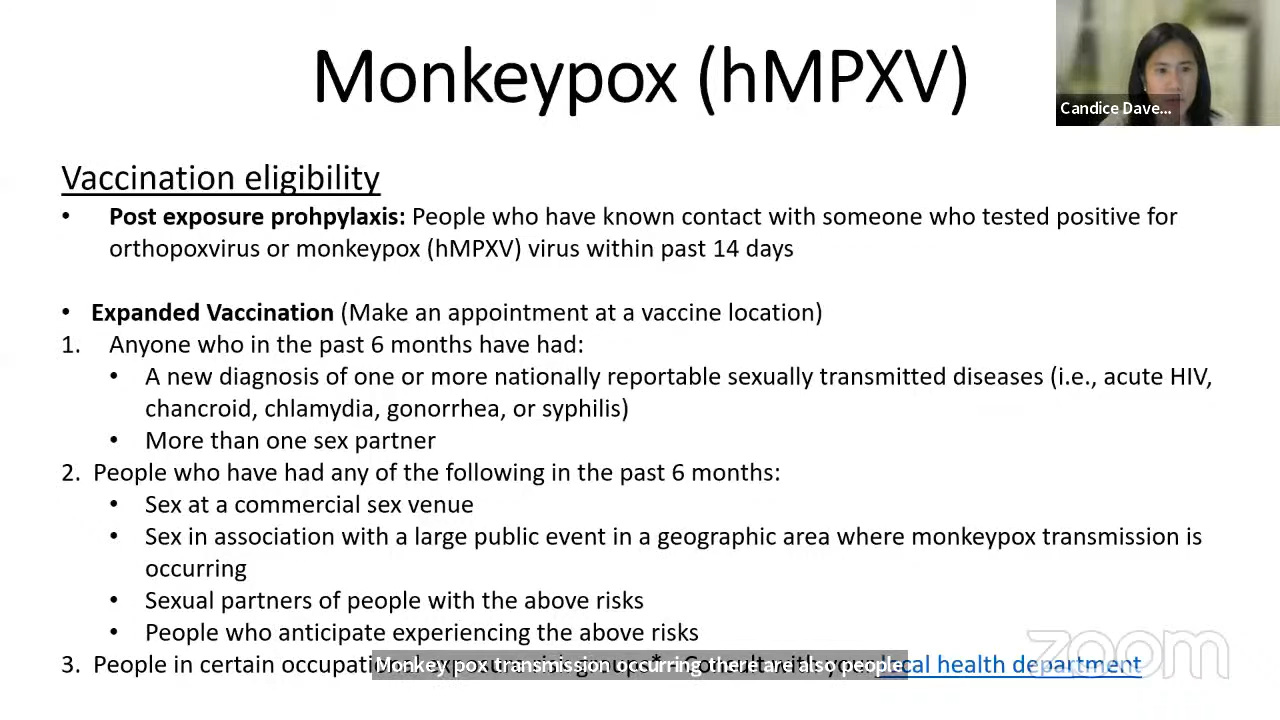 Monkeypox (hMPXV)
Candice Dave...
Vaccination eligibility
• Post exposure prohpylaxis: People who have known contact with someone who tested positive for
orthopoxvirus or monkeypox (hMPXV) virus within past 14 days
• Expanded Vaccination (Make an appointment at a vaccine location)
1. Anyone who in the past 6 months have had:
• A new diagnosis of one or more nationally reportable sexually transmitted diseases (i.e., acute HIV,
chancroid, chlamydia, gonorrhea, or syphilis)
• More than one sex partner
2. People who have had any of the following in the past 6 months:
• Sex at a commercial sex venue
• Sex in association with a large public event in a geographic area where monkeypox transmission is
occurring
• Sexual partners of people with the above risks
• People who anticipate experiencing the above risks
3. People in certain local health department
Monkey pox transmission occurring there are also people
zoom